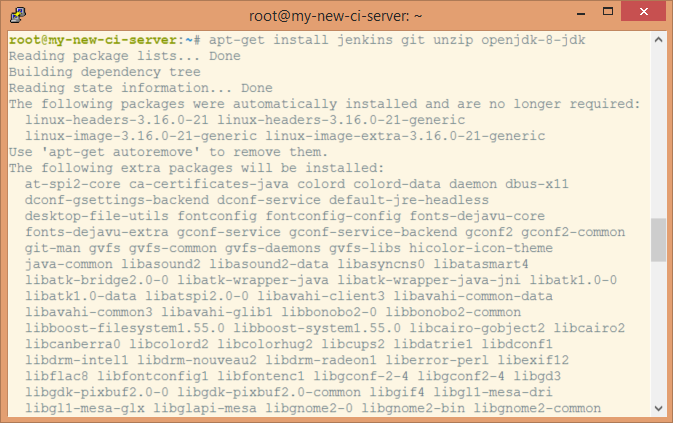 root@my-new-ci-server: ~
root@my-new-ci-server:~# apt-get install jenkins git unzip openjdk-8-jdk
Reading package lists... Done
Building dependency tree
Reading state information... Done
The following packages were automatically installed and are no longer required:
  linux-headers-3.16.0-21 linux-headers-3.16.0-21-generic
  linux-image-3.16.0-21-generic linux-image-extra-3.16.0-21-generic
Use 'apt-get autoremove' to remove them.
The following extra packages will be installed:
  at-spi2-core ca-certificates-java colord colord-data daemon dbus-x11
  dconf-gsettings-backend dconf-service default-jre-headless
  desktop-file-utils fontconfig fontconfig-config fonts-dejavu-core
  fonts-dejavu-extra gconf-service gconf-service-backend gconf2 gconf2-common
  git-man gvfs gvfs-common gvfs-daemons gvfs-libs hicolor-icon-theme
  java-common libasound2 libasound2-data libasyncns0 libatasmart4
  libatk-bridge2.0-0 libatk-wrapper-java libatk-wrapper-java-jni libatk1.0-0
  libatk1.0-data libatspi2.0-0 libavahi-client3 libavahi-common-data
  libavahi-common3 libavahi-glib1 libbonobo2-0 libbonobo2-common
  libboost-filesystem1.55.0 libboost-system1.55.0 libcairo-gobject2 libcairo2
  libcanberra0 libcolord2 libcolorhug2 libcups2 libdatrie1 libdconf1
  libdrm-intel1 libdrm-nouveau2 libdrm-radeon1 liberror-perl libexif12
  libflac8 libfontconfig1 libfontenc1 libgconf-2-4 libgconf2-4 libgd3
  libgdk-pixbuf2.0-0 libgdk-pixbuf2.0-common libgif4 libgl1-mesa-dri
  libgl1-mesa-glx libglapi-mesa libgnome2-0 libgnome2-bin libgnome2-common